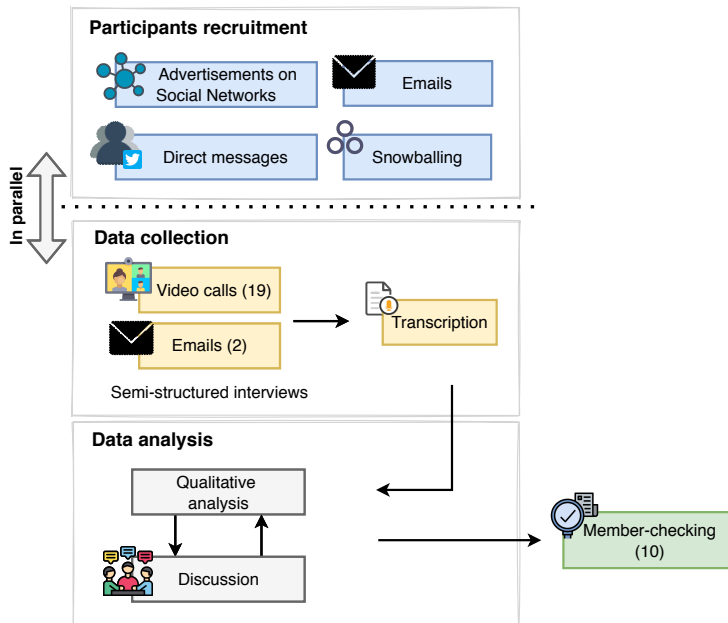 Participants recruitment
Advertisements on
Social Networks
Emails
Direct messages
Snowballing
In parallel
Data collection
Video calls (19)
Emails (2)
Transcription
Semi-structured interviews
Data analysis
Qualitative
analysis
Discussion
Member-checking
(10)